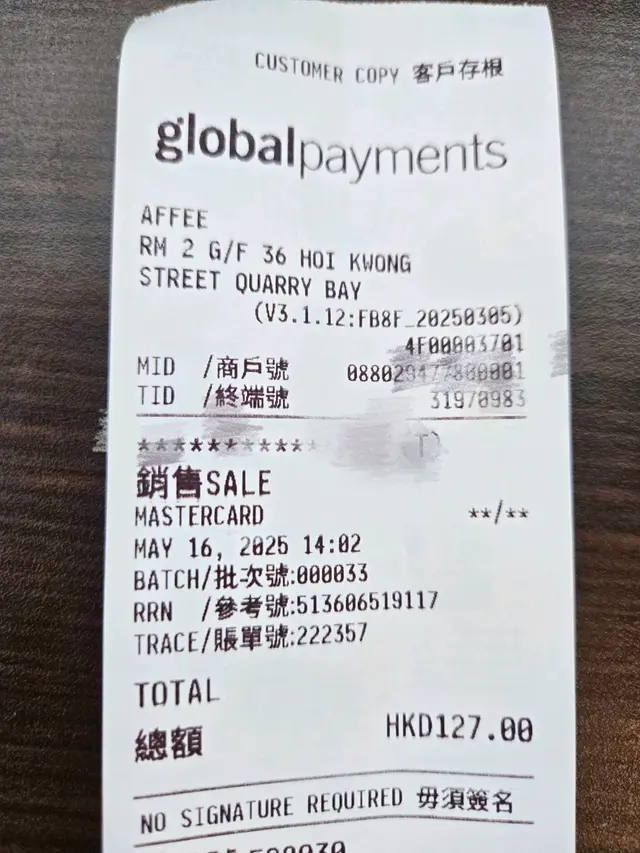 CUSTOMER COPY 客戶存根
globalpayments
AFFEE
RM 2 G/F 36 HOI KWONG
STREET QUARRY BAY
(V3.1.12:FB8F_20250305)
4F00003701
MID /商戶號
TID /終端號 31970983
***********
銷售SALE
MASTERCARD **/**
MAY 16, 2025 14:02
BATCH/批次號:000033
RRN /參考號:513606519117
TRACE/賬單號:222357
TOTAL
總額 HKD127.00
NO SIGNATURE REQUIRED 毋須簽名